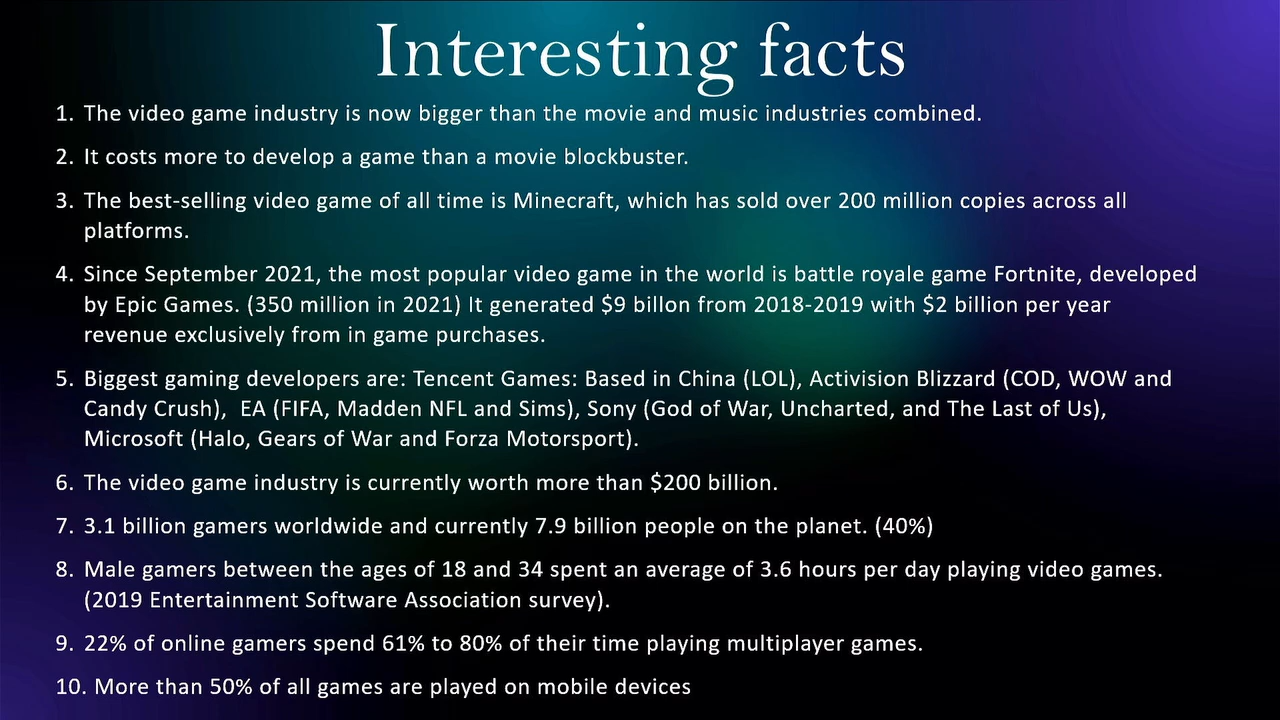 Interesting facts
1. The video game industry is now bigger than the movie and music industries combined.
2. It costs more to develop a game than a movie blockbuster.
3. The best-selling video game of all time is Minecraft, which has sold over 200 million copies across all
platforms.
4. Since September 2021, the most popular video game in the world is battle royale game Fortnite, developed
by Epic Games. (350 million in 2021) It generated $9 billon from 2018-2019 with $2 billion per year
revenue exclusively from in game purchases.
5. Biggest gaming developers are: Tencent Games: Based in China (LOL), Activision Blizzard (COD, WOW and
Candy Crush),  EA (FIFA, Madden NFL and Sims), Sony (God of War, Uncharted, and The Last of Us),
Microsoft (Halo, Gears of War and Forza Motorsport).
6. The video game industry is currently worth more than $200 billion.
7. 3.1 billion gamers worldwide and currently 7.9 billion people on the planet. (40%)
8. Male gamers between the ages of 18 and 34 spent an average of 3.6 hours per day playing video games.
(2019 Entertainment Software Association survey).
9. 22% of online gamers spend 61% to 80% of their time playing multiplayer games.
10. More than 50% of all games are played on mobile devices